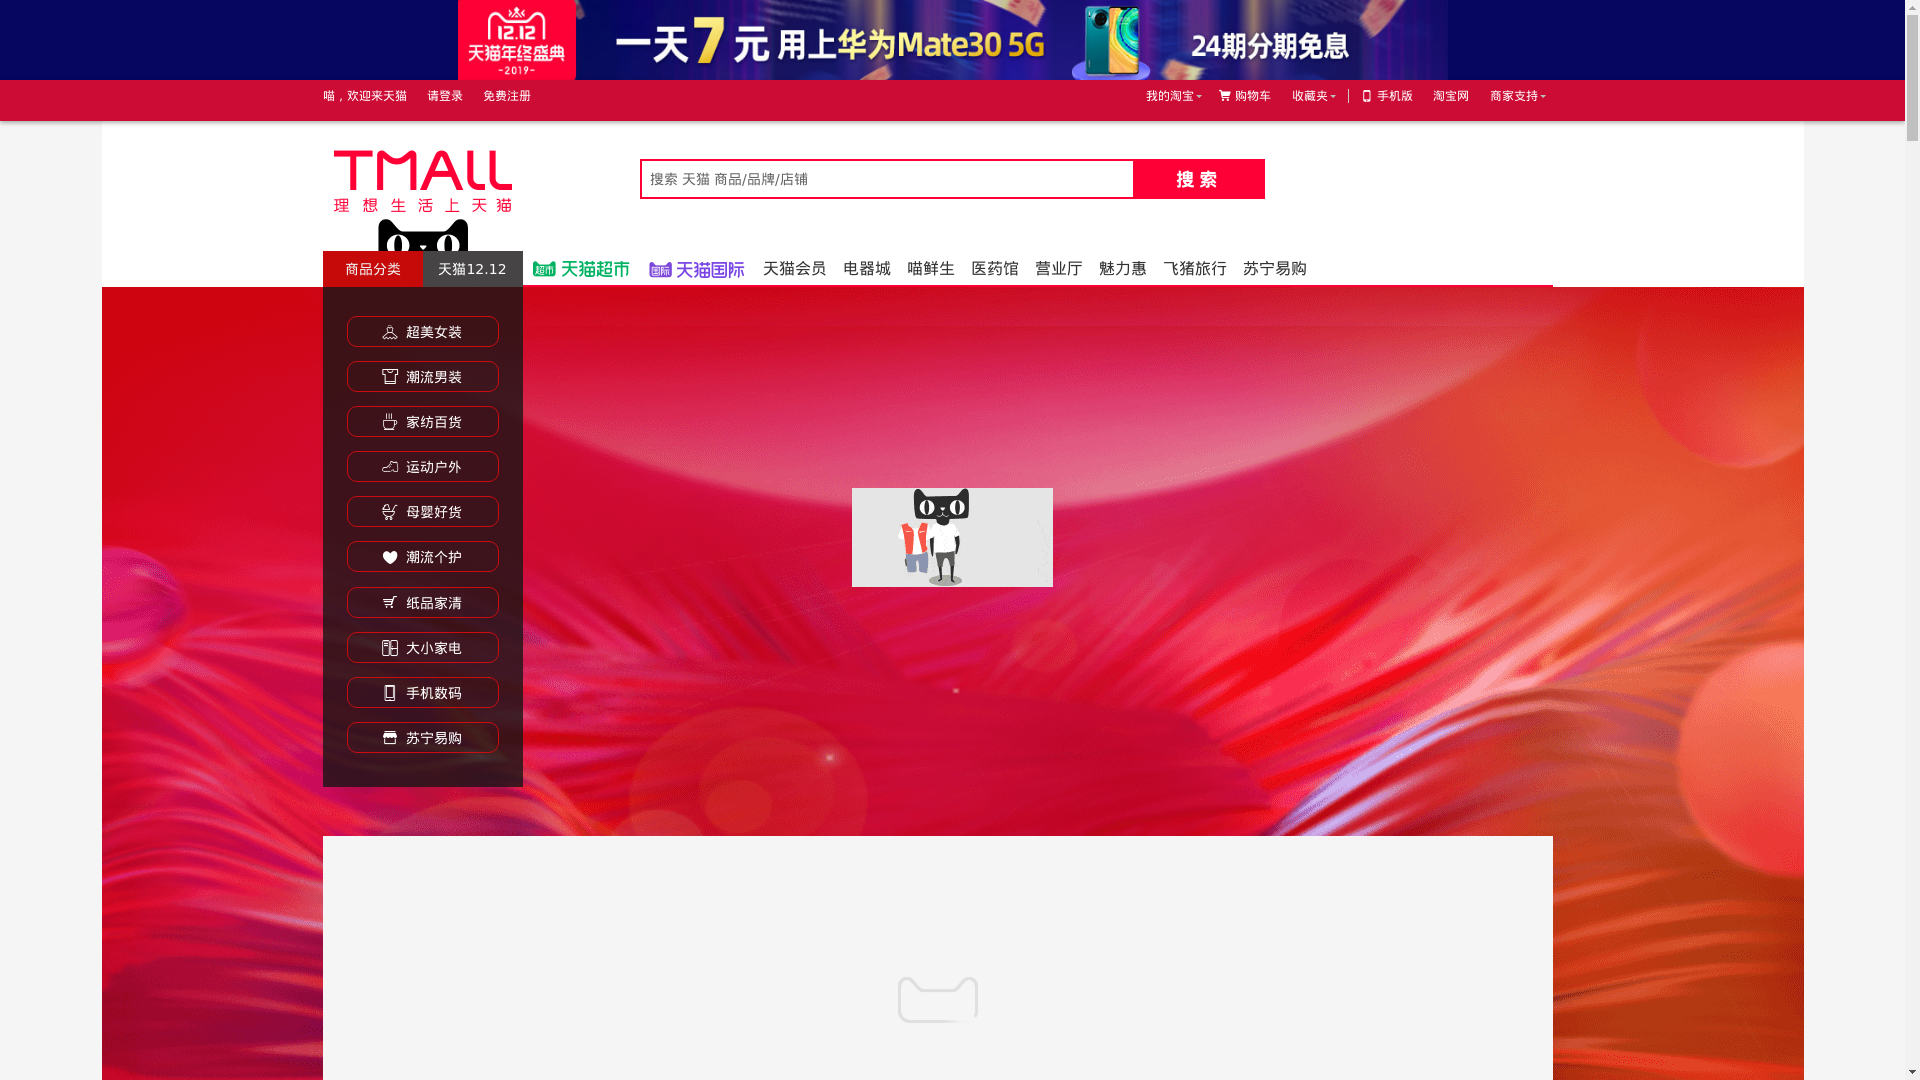 12.12
天猫年终盛典
-2019-
一天7元 用上华为Mate30 5G
24期分期免息
喵，欢迎来天猫 请登录 免费注册
我的淘宝 购物车 收藏夹 手机版 淘宝网 商家支持
TMALL
理想生活上天猫
搜索 天猫 商品/品牌/店铺
搜 索
商品分类 天猫12.12
超市 天猫超市 国际 天猫国际 天猫会员 电器城 喵鲜生 医药馆 营业厅 魅力惠 飞猪旅行 苏宁易购
超美女装
潮流男装
家纺百货
运动户外
母婴好货
潮流个护
纸品家清
大小家电
手机数码
苏宁易购